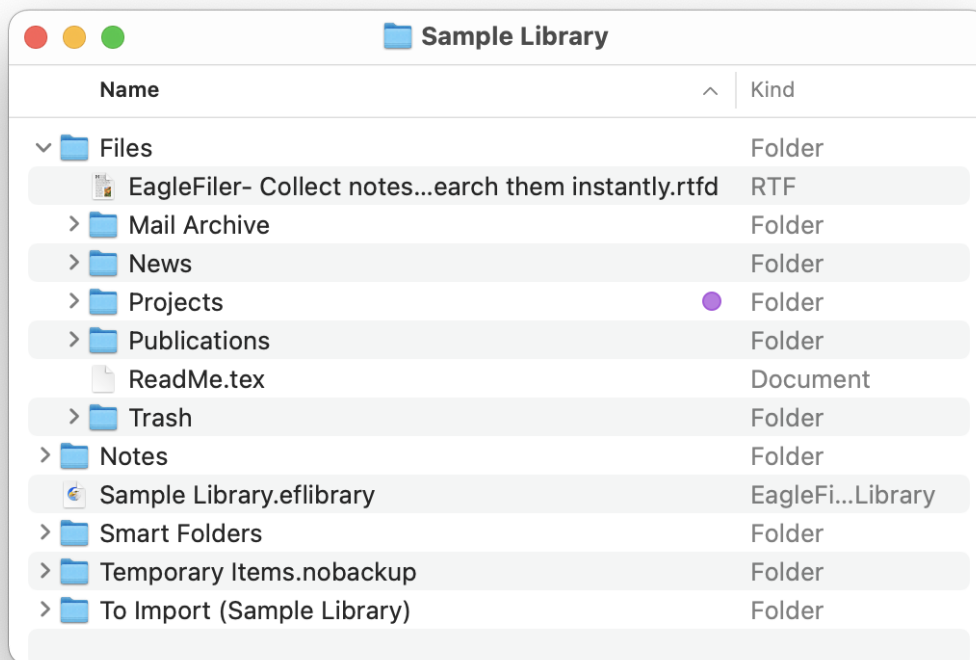 Sample Library
Name Kind
Files Folder
EagleFiler- Collect notes...earch them instantly.rtfd RTF
Mail Archive Folder
News Folder
Projects Folder
Publications Folder
ReadMe.tex Document
Trash Folder
Notes Folder
Sample Library.eflibrary EagleFi...Library
Smart Folders Folder
Temporary Items.nobackup Folder
To Import (Sample Library) Folder